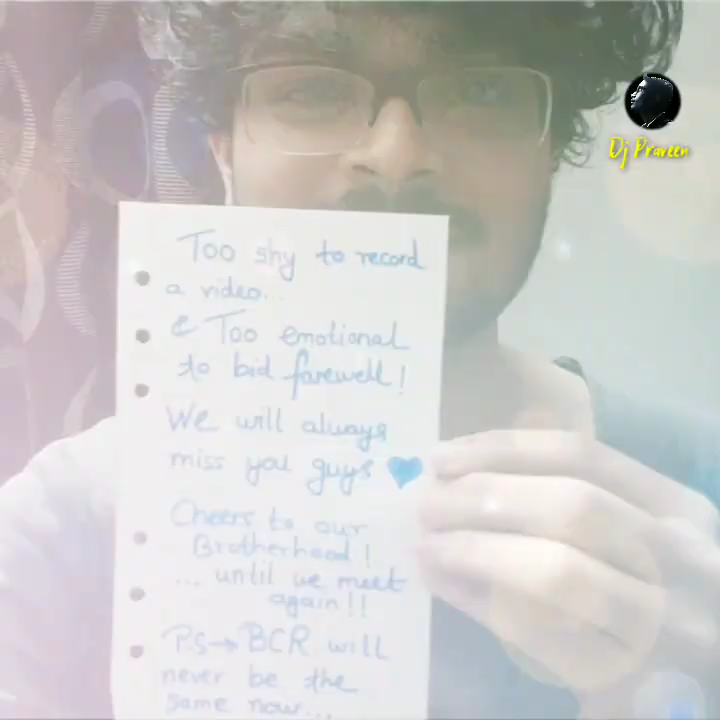 Dj Praveen
Too shy to record
a video...
& Too emotional
to bid farewell!
We will always
miss you guys
Cheers to our
Brotherhood!
... until we meet
again!!
P.S→ BCR will
never be the
same now...